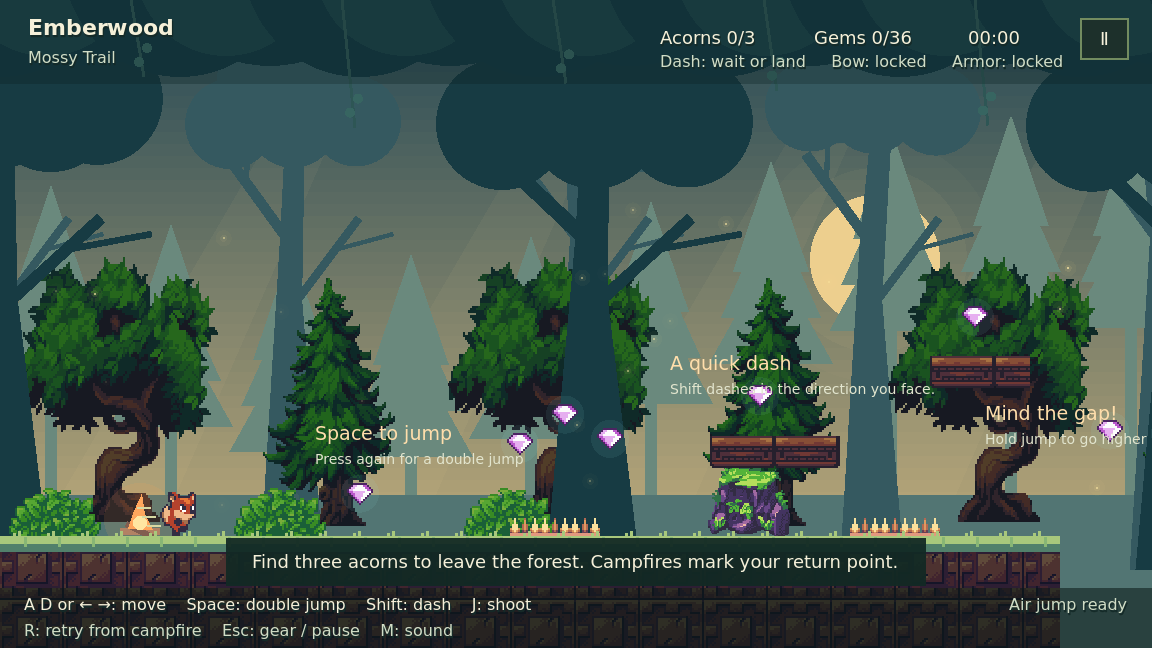 Emberwood
Mossy Trail
Acorns 0/3 Gems 0/36 00:00
Dash: wait or land Bow: locked Armor: locked
II
A quick dash
Shift dashes in the direction you face.
Mind the gap!
Hold jump to go higher
Space to jump
Press again for a double jump
Find three acorns to leave the forest. Campfires mark your return point.
A D or ← →: move Space: double jump Shift: dash J: shoot
Air jump ready
R: retry from campfire Esc: gear / pause M: sound